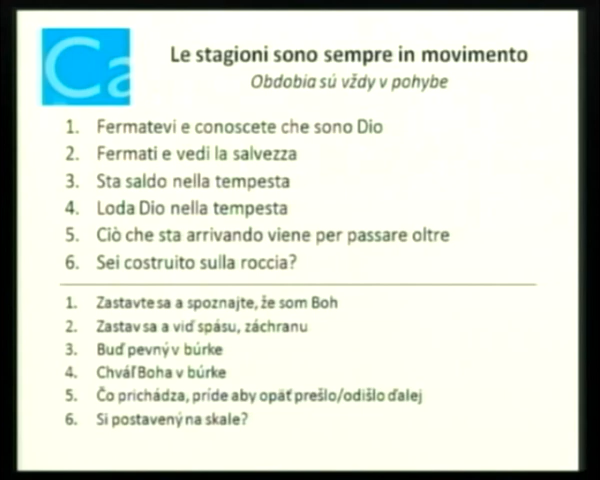 Ca
Le stagioni sono sempre in movimento
Obdobia sú vždy v pohybe
1. Fermatevi e conoscete che sono Dio
2. Fermati e vedi la salvezza
3. Sta saldo nella tempesta
4. Loda Dio nella tempesta
5. Ciò che sta arrivando viene per passare oltre
6. Sei costruito sulla roccia?
1. Zastavte sa a spoznajte, že som Boh
2. Zastav sa a viď spásu, záchranu
3. Buď pevný v búrke
4. Chváľ Boha v búrke
5. Čo prichádza, príde aby opäť prešlo/odišlo ďalej
6. Si postavený na skale?